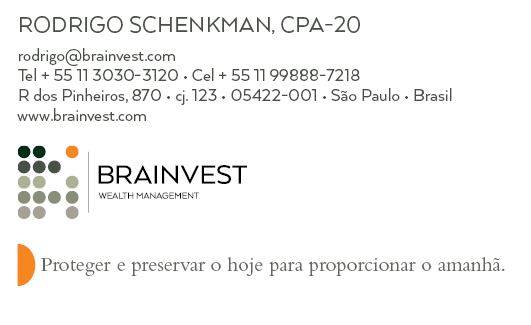 RODRIGO SCHENKMAN, CPA-20
rodrigo@brainvest.com
Tel + 55 11 3030-3120 • Cel + 55 11 99888-7218
R dos Pinheiros, 870 • cj. 123 • 05422-001 • São Paulo • Brasil
www.brainvest.com
BRAINVEST
WEALTH MANAGEMENT
Proteger e preservar o hoje para proporcionar o amanhã.